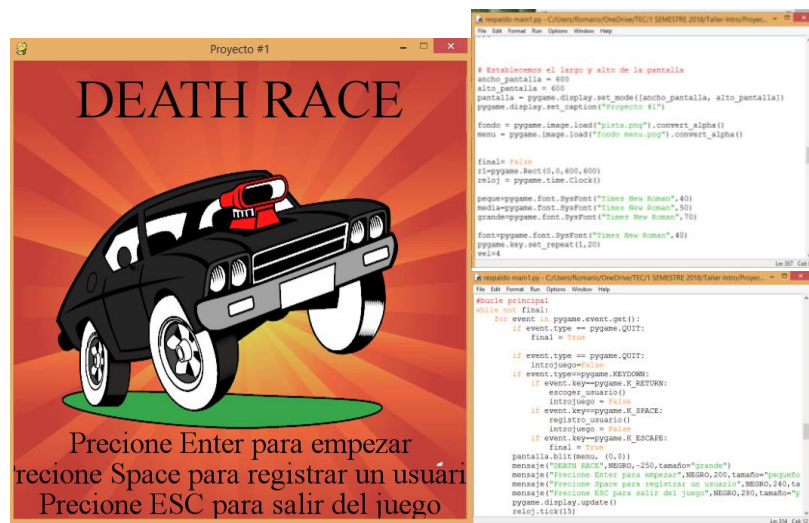 Proyecto #1
DEATH RACE
Precione Enter para empezar
recione Space para registrar un usuari
Precione ESC para salir del juego
respaldo main1.py - C:/Users/Romario/OneDrive/TEC/1 SEMESTRE 2018/Taller-Intro/Proyec...
File Edit Format Run Options Window Help
# Establecemos el largo y alto de la pantalla
ancho_pantalla = 600
alto_pantalla = 600
pantalla = pygame.display.set_mode([ancho_pantalla, alto_pantalla])
pygame.display.set_caption("Proyecto #1")
fondo = pygame.image.load("pista.png").convert_alpha()
menu = pygame.image.load("fondo menu.png").convert_alpha()
final= False
r1=pygame.Rect(0,0,600,600)
reloj = pygame.time.Clock()
peque=pygame.font.SysFont("Times New Roman",40)
media=pygame.font.SysFont("Times New Roman",50)
grande=pygame.font.SysFont("Times New Roman",70)
font=pygame.font.SysFont("Times New Roman",40)
pygame.key.set_repeat(1,20)
vel=4
Ln: 357 Col:
respaldo main1.py - C:/Users/Romario/OneDrive/TEC/1 SEMESTRE 2018/Taller-Intro/Proyec...
File Edit Format Run Options Window Help
#bucle principal
while not final:
for event in pygame.event.get():
if event.type == pygame.QUIT:
final = True
if event.type == pygame.QUIT:
introjuego=False
if event.type==pygame.KEYDOWN:
if event.key==pygame.K_RETURN:
escoger_usuario()
introjuego = False
if event.key==pygame.K_SPACE:
registro_usuario()
introjuego = False
if event.key==pygame.K_ESCAPE:
final = True
pantalla.blit(menu, (0,0))
mensaje("DEATH RACE",NEGRO,-250,tamaño="grande")
mensaje("Precione Enter para empezar",NEGRO,200,tamaño="pequeño
mensaje("Precione Space para registrar un usuario",NEGRO,240,ta
mensaje("Precione ESC para salir del juego",NEGRO,280,tamaño="p
pygame.display.update()
reloj.tick(15)